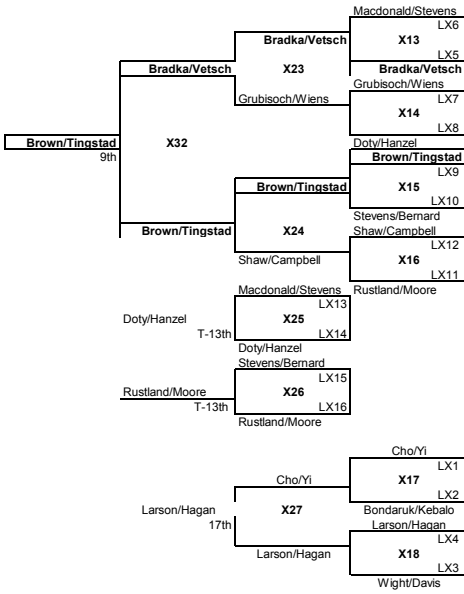 Macdonald/Stevens
LX6
Bradka/Vetsch X13
LX5
Bradka/Vetsch X23 Bradka/Vetsch
Grubisoch/Wiens
Grubisoch/Wiens LX7
X14
LX8
Brown/Tingstad X32 Doty/Hanzel
9th Brown/Tingstad
LX9
Brown/Tingstad X15
LX10
Stevens/Bernard
Brown/Tingstad X24 Shaw/Campbell
LX12
Shaw/Campbell X16
LX11
Macdonald/Stevens Rustland/Moore
LX13
Doty/Hanzel X25
T-13th LX14
Doty/Hanzel
Stevens/Bernard
LX15
Rustland/Moore X26
T-13th LX16
Rustland/Moore
Cho/Yi
LX1
Cho/Yi X17
LX2
Larson/Hagan X27 Bondaruk/Kebalo
17th Larson/Hagan
LX4
Larson/Hagan X18
LX3
Wight/Davis